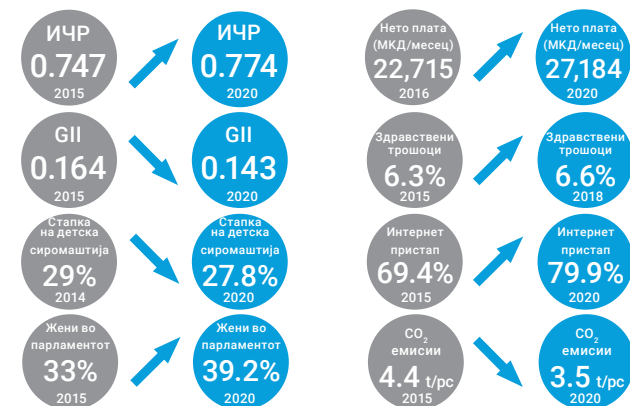 ИЧР
0.747
2015
ИЧР
0.774
2020
Нето плата
(МКД/месец)
22,715
2016
Нето плата
(МКД/месец)
27,184
2020
GII
0.164
2015
GII
0.143
2020
Здравствени
трошоци
6.3%
2015
Здравствени
трошоци
6.6%
2018
Стапка
на детска
сиромаштија
29%
2014
Стапка
на детска
сиромаштија
27.8%
2020
Интернет
пристап
69.4%
2015
Интернет
пристап
79.9%
2020
Жени во
парламентот
33%
2015
Жени во
парламентот
39.2%
2020
CO₂
емисии
4.4 t/pc
2015
CO₂
емисии
3.5 t/pc
2020